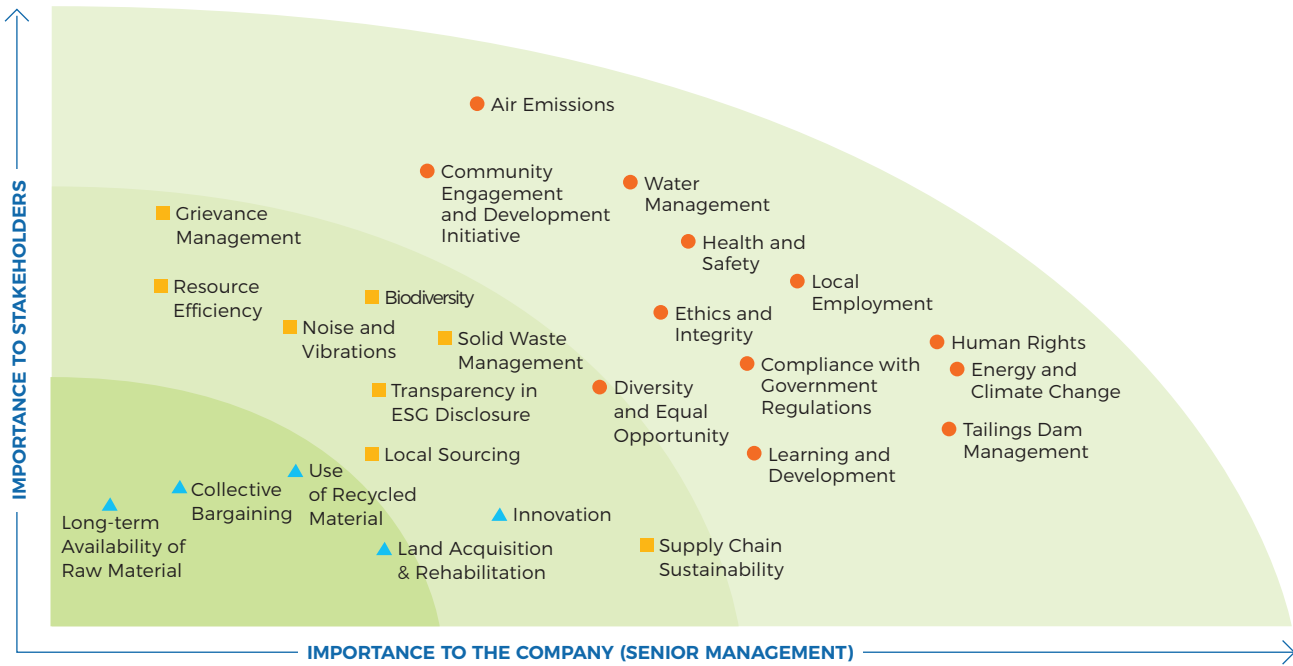 IMPORTANCE TO STAKEHOLDERS
Air Emissions
Community
Engagement
and Development
Initiative
Water
Management
Grievance
Management
Health and
Safety
Local
Employment
Resource
Efficiency
Biodiversity
Ethics and
Integrity
Noise and
Vibrations
Solid Waste
Management
Human Rights
Compliance with
Government
Regulations
Energy and
Climate Change
Transparency in
ESG Disclosure
Diversity
and Equal
Opportunity
Tailings Dam
Management
Local Sourcing
Learning and
Development
Use
of Recycled
Material
Collective
Bargaining
Long-term
Availability of
Raw Material
Innovation
Land Acquisition
& Rehabilitation
Supply Chain
Sustainability
IMPORTANCE TO THE COMPANY (SENIOR MANAGEMENT)